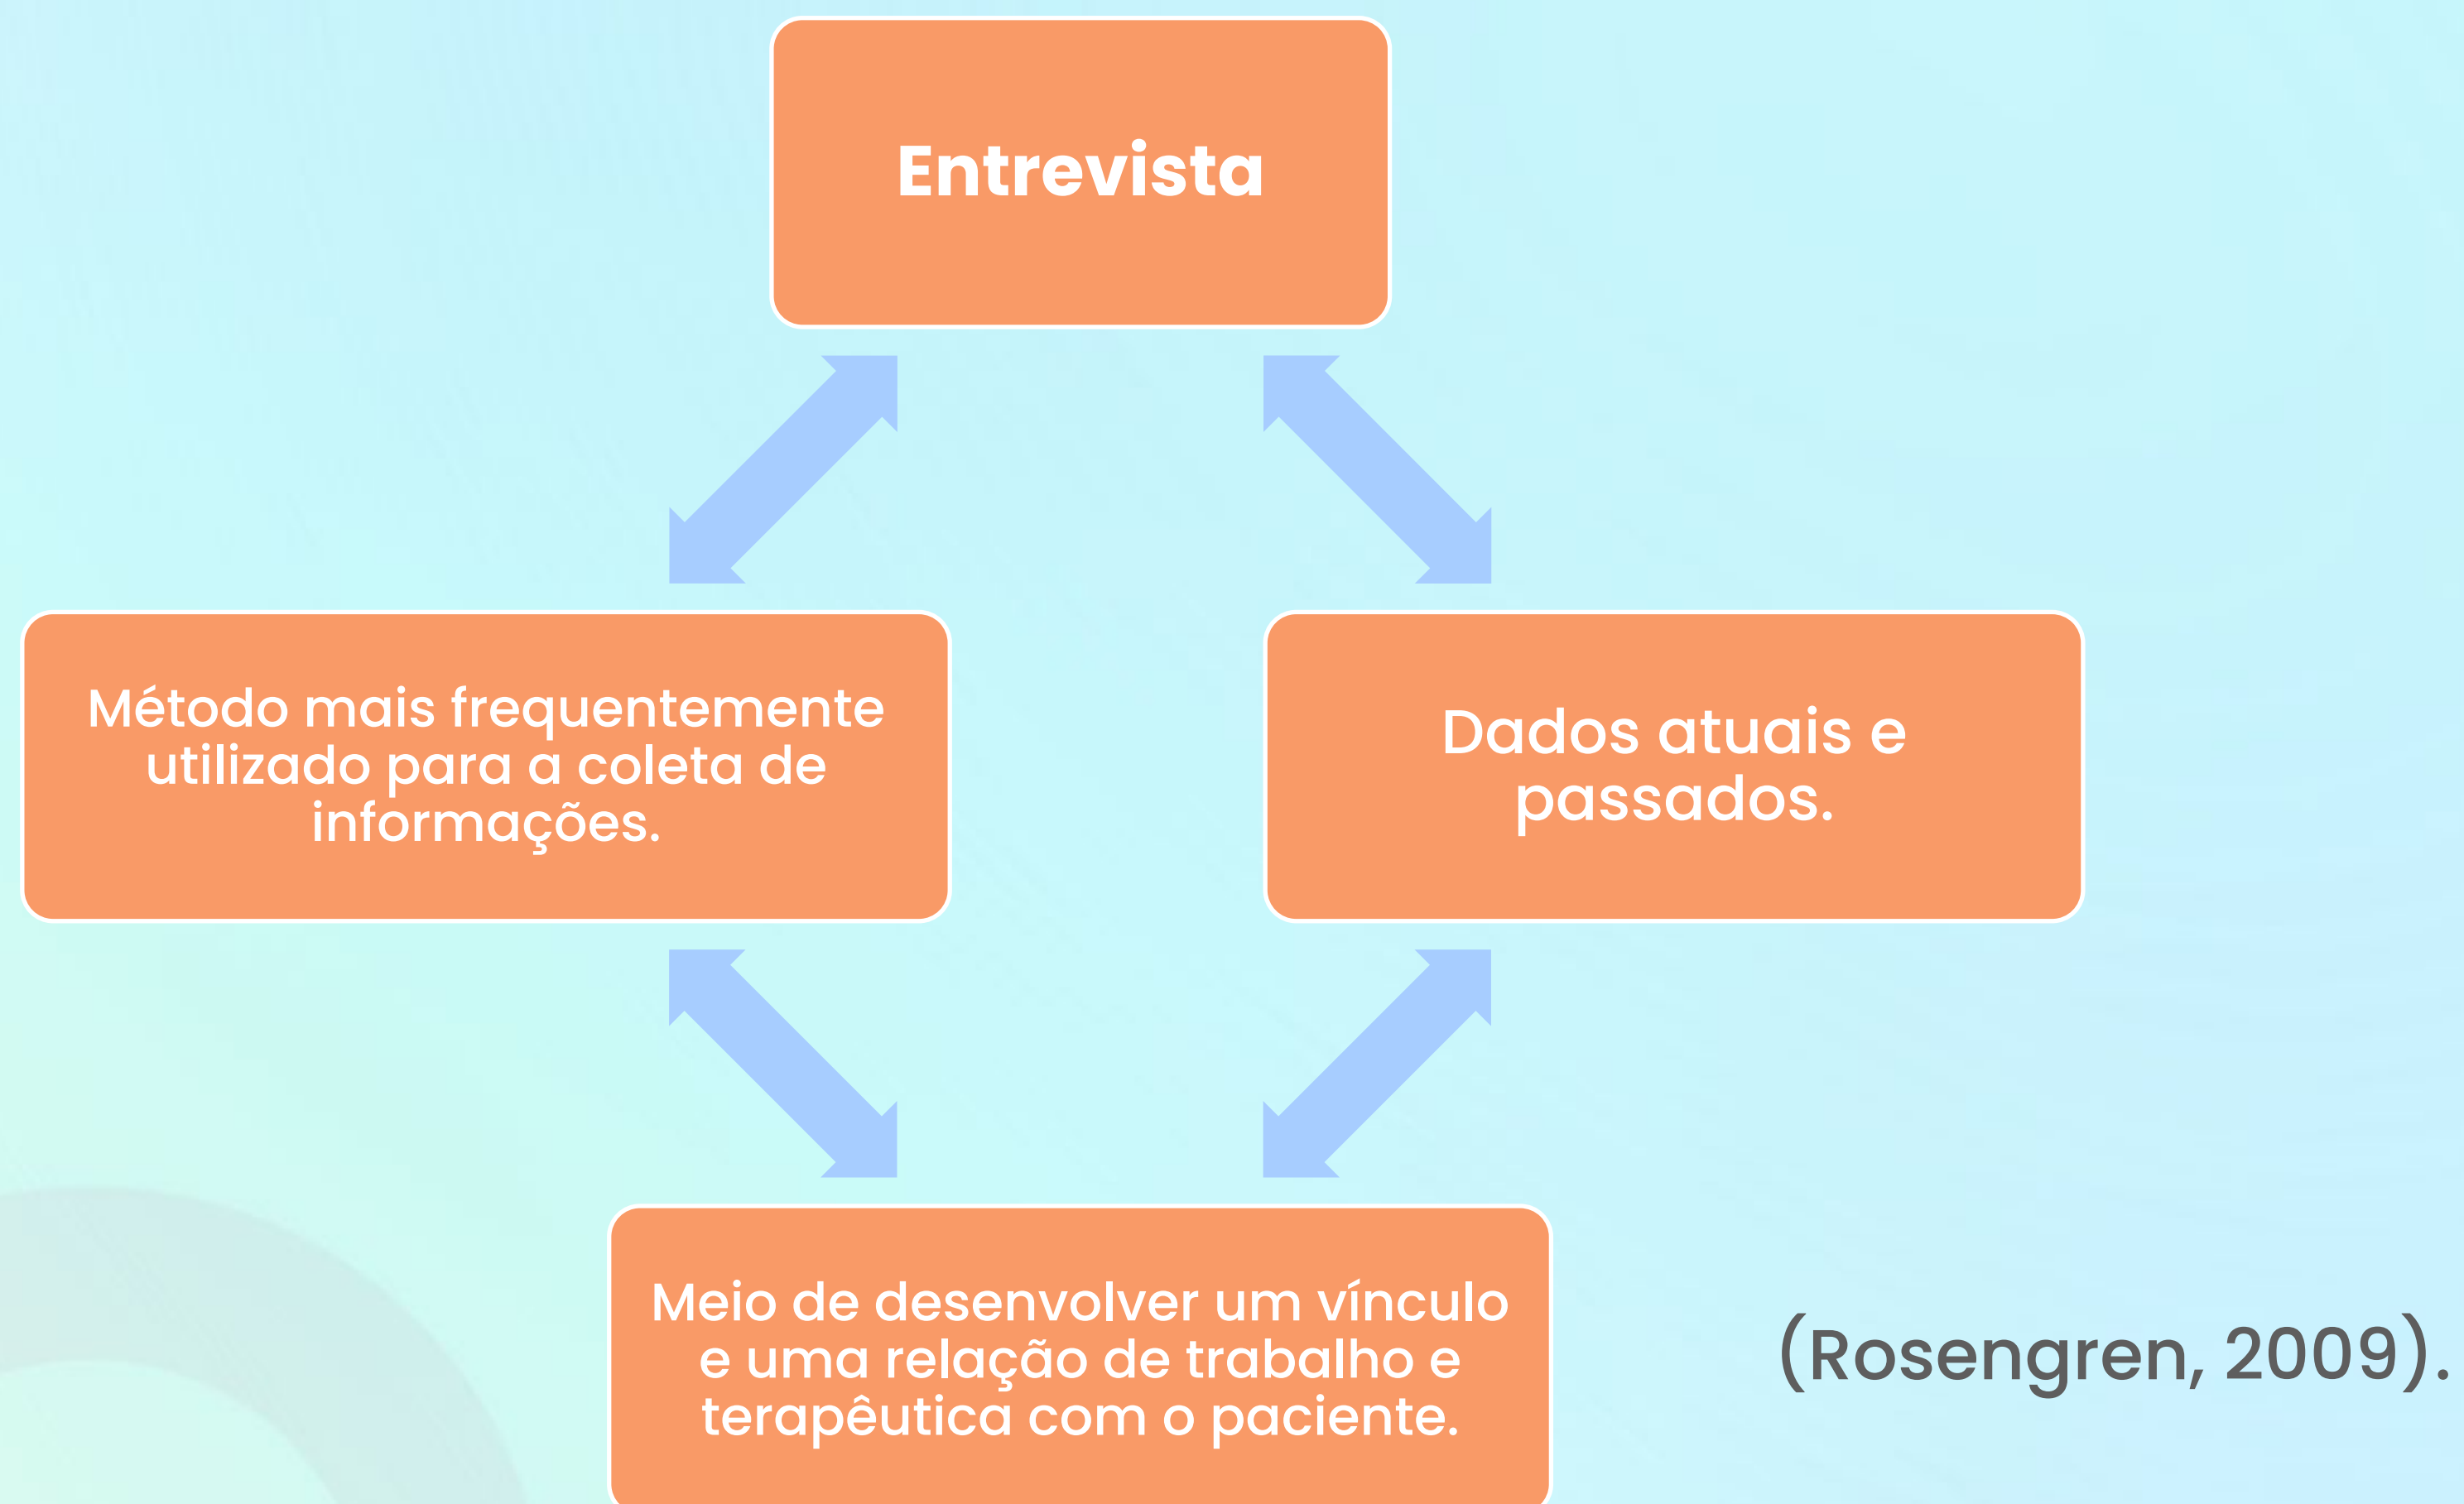 Entrevista
Método mais frequentemente
utilizado para a coleta de
informações.
Dados atuais e
passados.
Meio de desenvolver um vínculo
e uma relação de trabalho e
terapêutica com o paciente.
(Rosengren, 2009).